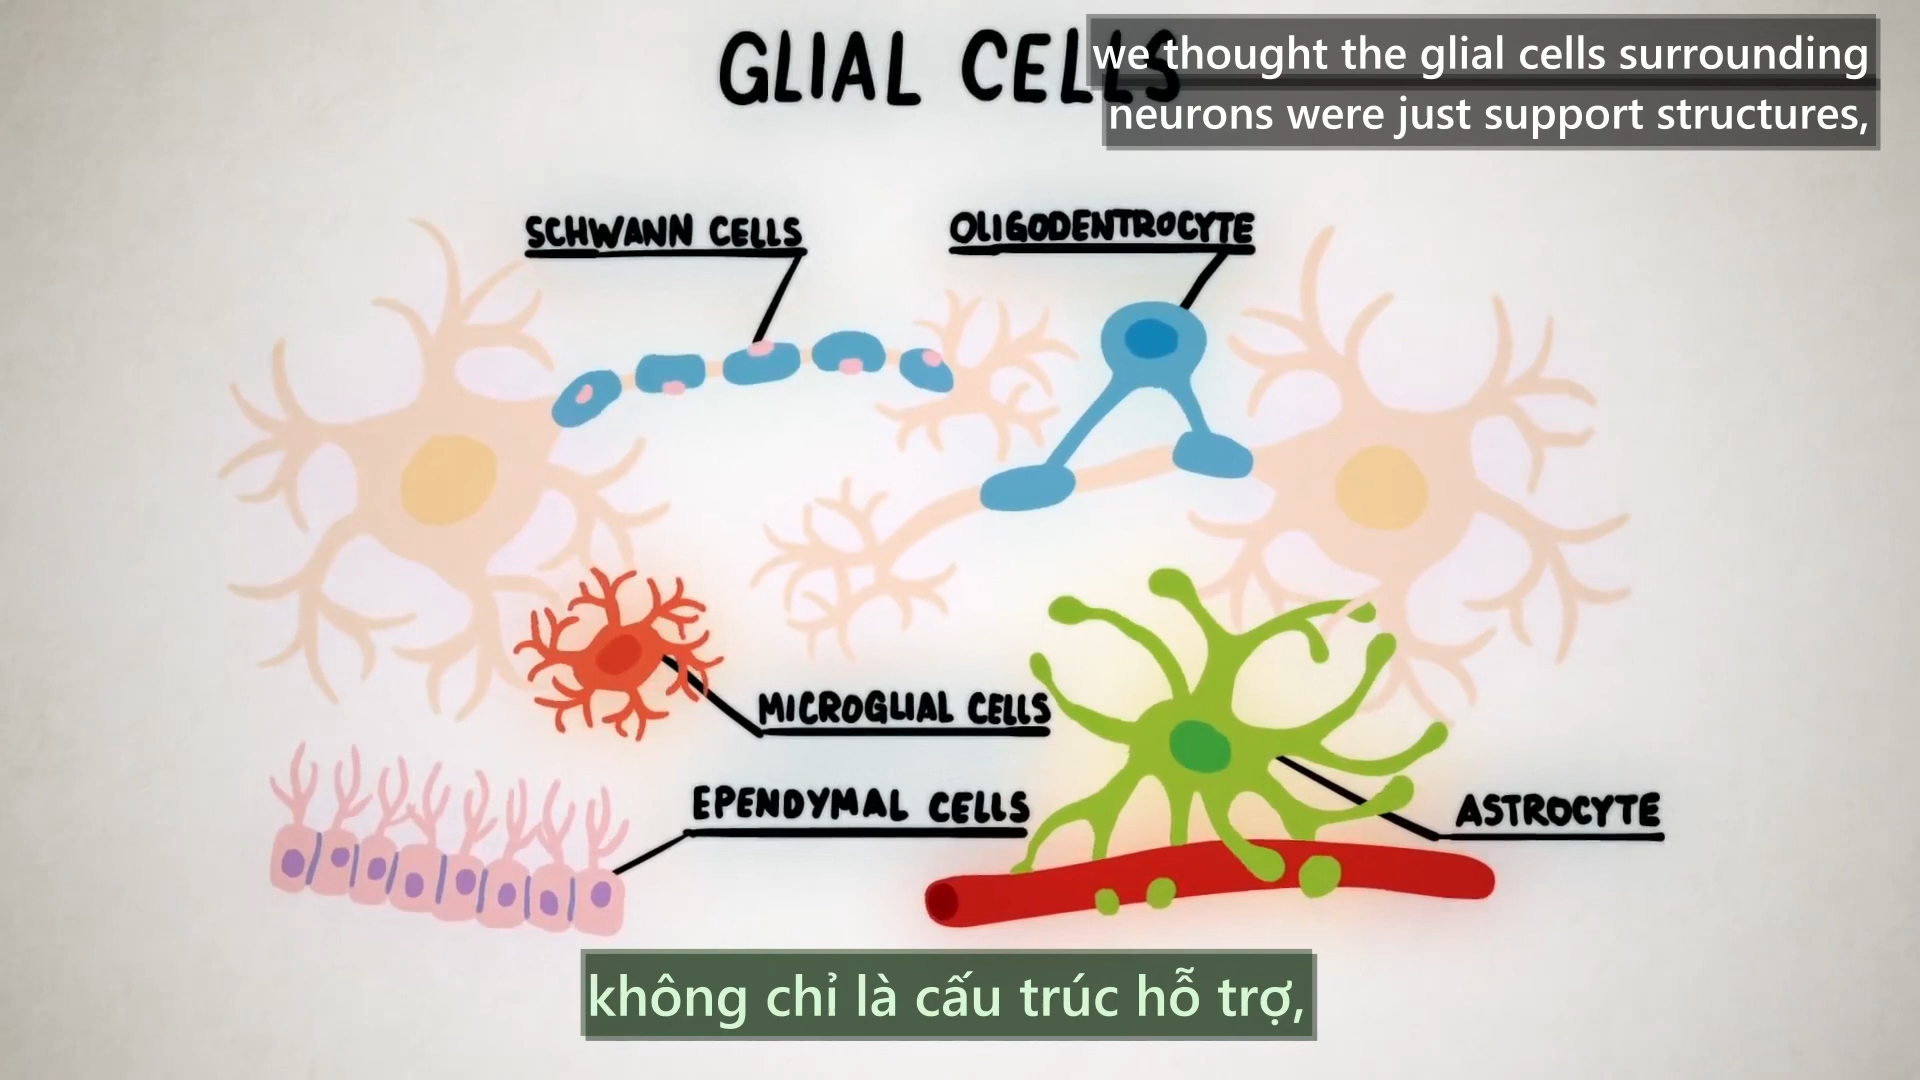 GLIAL CELLS
we thought the glial cells surrounding
neurons were just support structures,
SCHWANN CELLS
OLIGODENTROCYTE
MICROGLIAL CELLS
EPENDYMAL CELLS
ASTROCYTE
không chỉ là cấu trúc hỗ trợ,